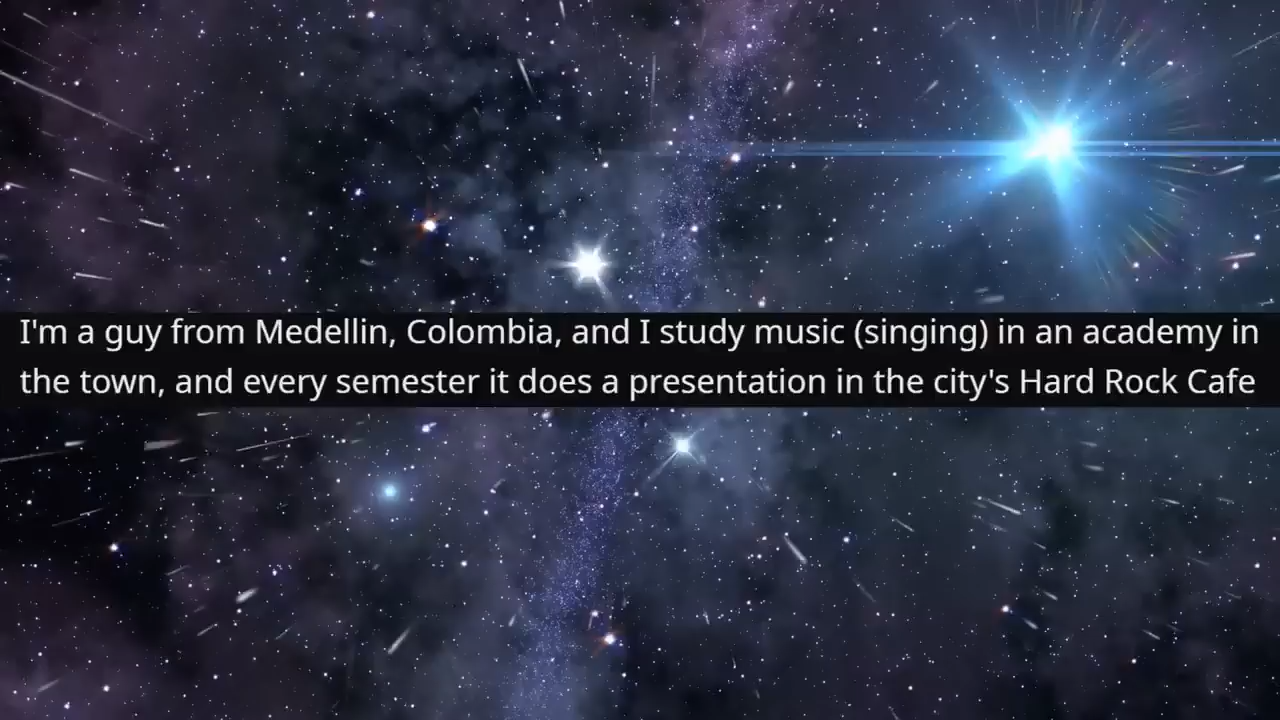 I'm a guy from Medellin, Colombia, and I study music (singing) in an academy in
the town, and every semester it does a presentation in the city's Hard Rock Cafe